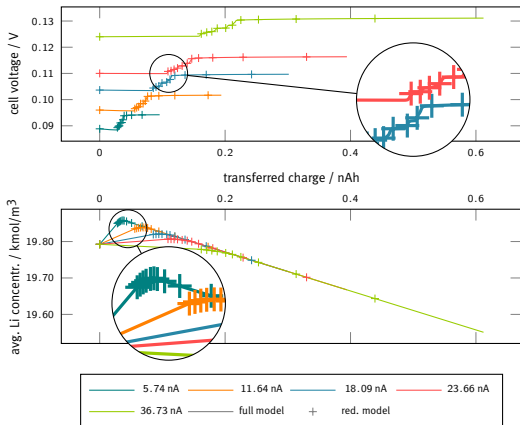 0.13
0.12
0.11
0.10
0.09
cell voltage / V
0 0.2 0.4 0.6
transferred charge / nAh
0 0.2 0.4 0.6
19.80
19.70
19.60
avg. Li concentr. / kmol/m³
5.74 nA 11.64 nA 18.09 nA 23.66 nA
36.73 nA full model red. model